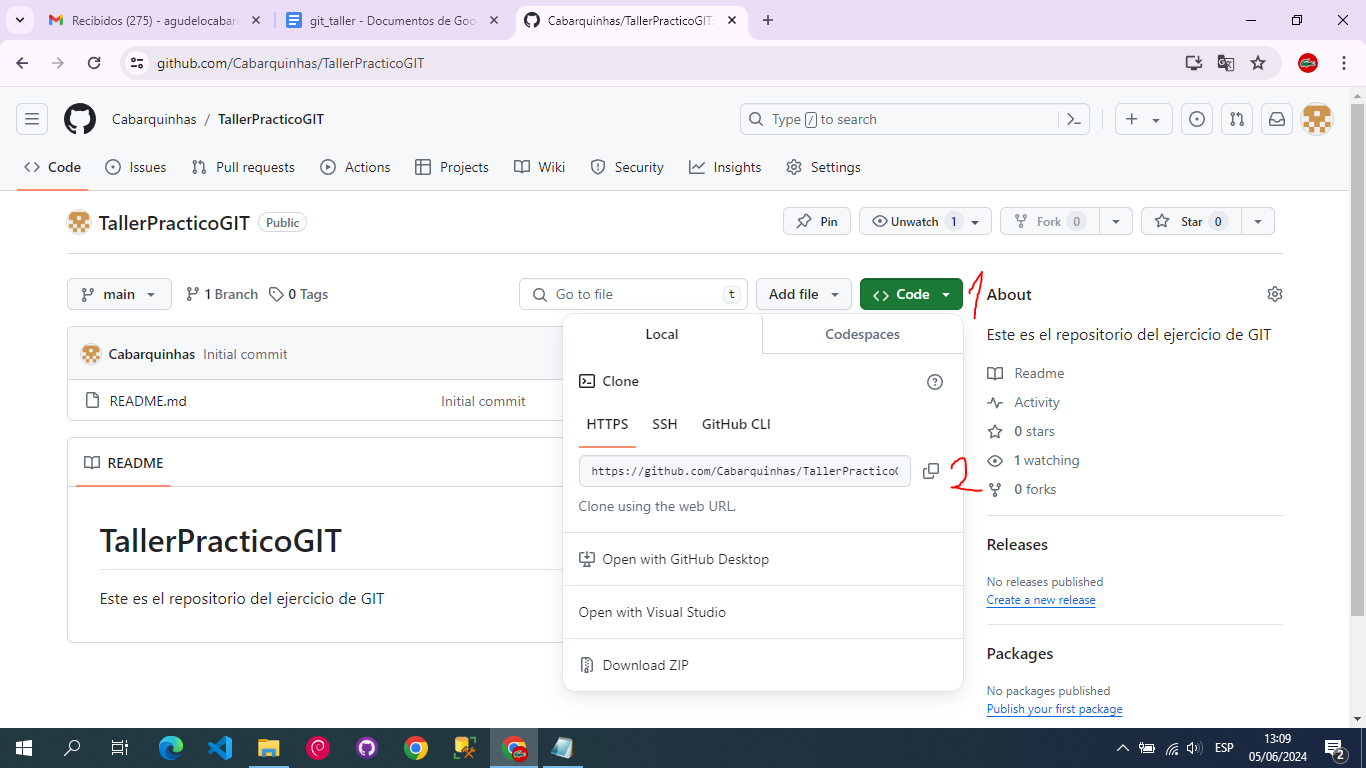 Recibidos (275) - agudelocabar
git_taller - Documentos de Goo
Cabarquinhas/TallerPracticoGIT:
github.com/Cabarquinhas/TallerPracticoGIT
Cabarquinhas / TallerPracticoGIT
Type / to search
Code
Issues
Pull requests
Actions
Projects
Wiki
Security
Insights
Settings
TallerPracticoGIT
Public
Pin
Unwatch 1
Fork 0
Star 0
main
1 Branch
0 Tags
Go to file
t
Add file
Code
1
About
Este es el repositorio del ejercicio de GIT
Readme
Activity
0 stars
1 watching
0 forks
Releases
No releases published
Create a new release
Packages
No packages published
Publish your first package
Local
Codespaces
Clone
HTTPS
SSH
GitHub CLI
https://github.com/Cabarquinhas/TallerPracticoG
2
Clone using the web URL.
Open with GitHub Desktop
Open with Visual Studio
Download ZIP
Cabarquinhas Initial commit
README.md
Initial commit
README
TallerPracticoGIT
Este es el repositorio del ejercicio de GIT
ESP
13:09
05/06/2024
2